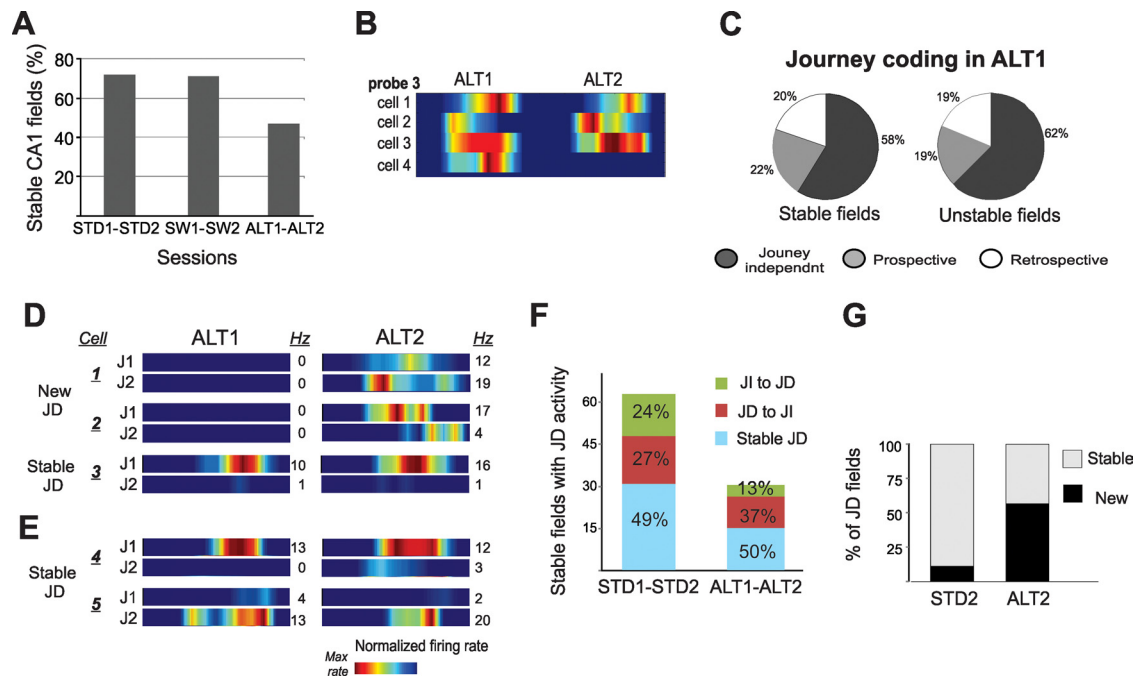 A
Stable CA1 fields (%)
80
60
40
20
STD1-STD2 SW1-SW2 ALT1-ALT2
Sessions
B
ALT1 ALT2
probe 3
cell 1
cell 2
cell 3
cell 4
C
Journey coding in ALT1
20%
58%
22%
Stable fields
19%
62%
19%
Unstable fields
Jouney independnt
Prospective
Retrospective
D
Cell ALT1 Hz ALT2 Hz
New JD
1 J1 0 12
J2 0 19
2 J1 0 17
J2 0 4
Stable JD
3 J1 10 16
J2 1 1
E
Stable JD
4 J1 13 12
J2 0 3
5 J1 4 2
J2 13 20
Normalized firing rate
Max rate
F
Stable fields with JD activity
60
45
30
15
JI to JD
JD to JI
Stable JD
24%
27%
49%
13%
37%
50%
STD1-STD2 ALT1-ALT2
G
% of JD fields
100
75
50
25
Stable
New
STD2 ALT2